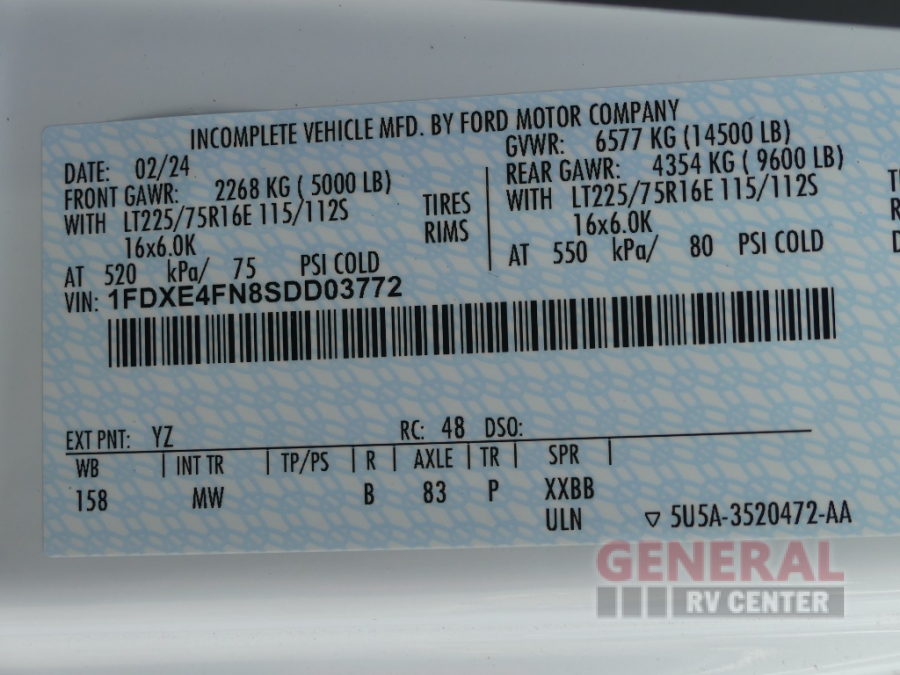 INCOMPLETE VEHICLE MFD. BY FORD MOTOR COMPANY
DATE: 02/24
GVWR: 6577 KG (14500 LB)
FRONT GAWR: 2268 KG ( 5000 LB)
REAR GAWR: 4354 KG ( 9600 LB)
WITH LT225/75R16E 115/112S TIRES
WITH LT225/75R16E 115/112S
16x6.0K RIMS
16x6.0K
AT 520 kPa/ 75 PSI COLD
AT 550 kPa/ 80 PSI COLD
VIN: 1FDXE4FN8SDD03772
EXT PNT: YZ RC: 48 DSO:
WB | INT TR | TP/PS | R | AXLE | TR | SPR |
158 MW B 83 P XXBB
ULN ▽ 5U5A-3520472-AA
GENERAL
RV CENTER